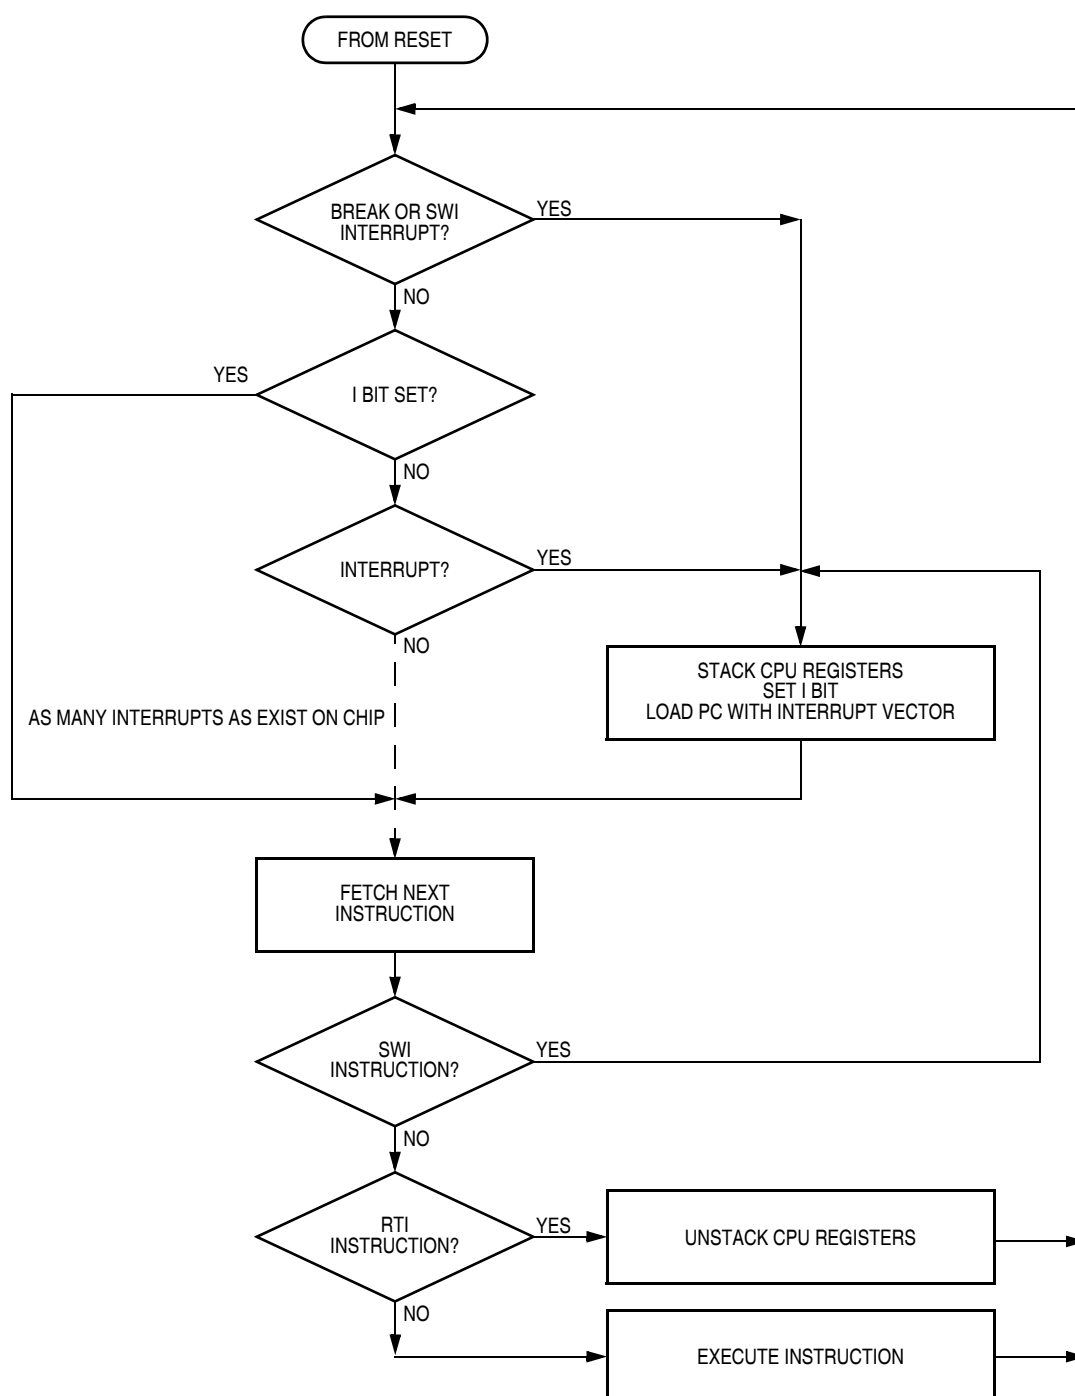 FROM RESET
BREAK OR SWI
INTERRUPT?
YES
NO
YES
I BIT SET?
NO
INTERRUPT?
YES
NO
STACK CPU REGISTERS
SET I BIT
LOAD PC WITH INTERRUPT VECTOR
AS MANY INTERRUPTS AS EXIST ON CHIP
FETCH NEXT
INSTRUCTION
SWI
INSTRUCTION?
YES
NO
RTI
INSTRUCTION?
YES
UNSTACK CPU REGISTERS
NO
EXECUTE INSTRUCTION